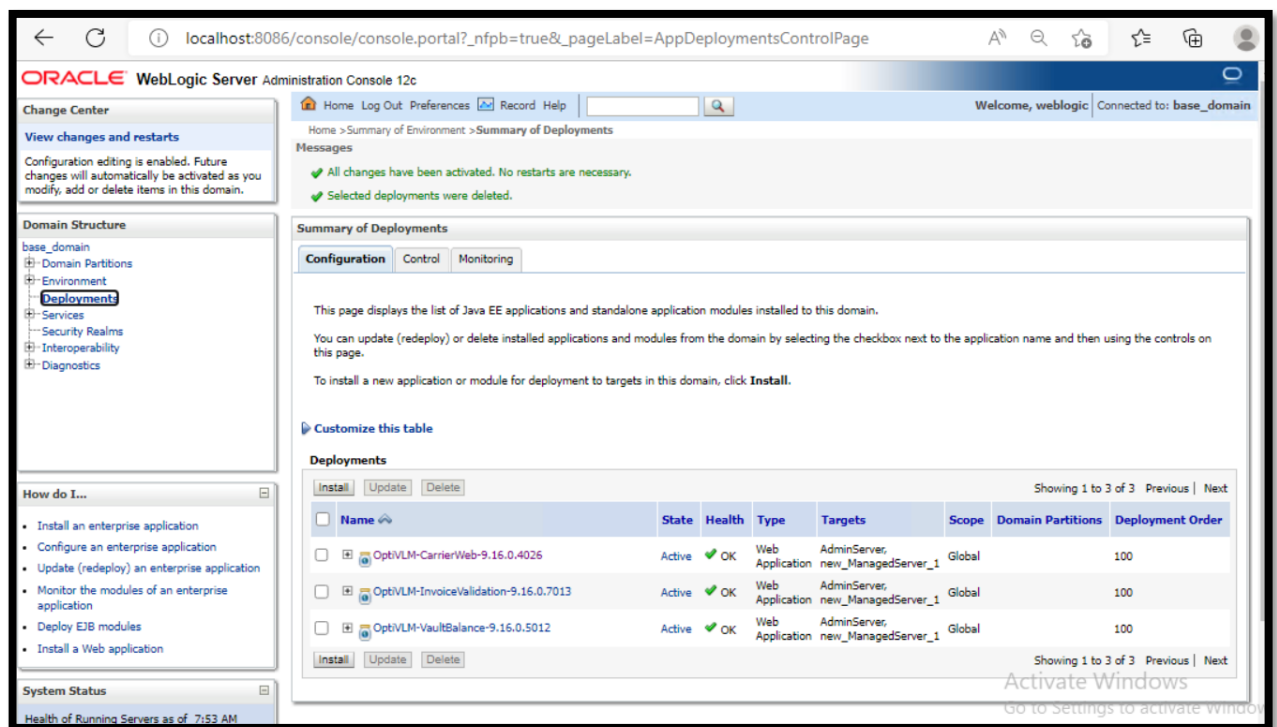 localhost:8086/console/console.portal?_nfpb=true&_pageLabel=AppDeploymentsControlPage
ORACLE WebLogic Server Administration Console 12c
Change Center
View changes and restarts
Configuration editing is enabled. Future
changes will automatically be activated as you
modify, add or delete items in this domain.
Domain Structure
base_domain
Domain Partitions
Environment
Deployments
Services
Security Realms
Interoperability
Diagnostics
How do I...
Install an enterprise application
Configure an enterprise application
Update (redeploy) an enterprise application
Monitor the modules of an enterprise
application
Deploy EJB modules
Install a Web application
System Status
Health of Running Servers as of 7:53 AM
Home Log Out Preferences Record Help
Welcome, weblogic Connected to: base_domain
Home >Summary of Environment >Summary of Deployments
Messages
All changes have been activated. No restarts are necessary.
Selected deployments were deleted.
Summary of Deployments
Configuration Control Monitoring
This page displays the list of Java EE applications and standalone application modules installed to this domain.
You can update (redeploy) or delete installed applications and modules from the domain by selecting the checkbox next to the application name and then using the controls on
this page.
To install a new application or module for deployment to targets in this domain, click Install.
Customize this table
Deployments
Install Update Delete Showing 1 to 3 of 3 Previous | Next
Name State Health Type Targets Scope Domain Partitions Deployment Order
OptiVLM-CarrierWeb-9.16.0.4026 Active OK Web Application AdminServer, new_ManagedServer_1 Global 100
OptiVLM-InvoiceValidation-9.16.0.7013 Active OK Web Application AdminServer, new_ManagedServer_1 Global 100
OptiVLM-VaultBalance-9.16.0.5012 Active OK Web Application AdminServer, new_ManagedServer_1 Global 100
Install Update Delete Showing 1 to 3 of 3 Previous | Next
Activate Windows
Go to Settings to activate Window